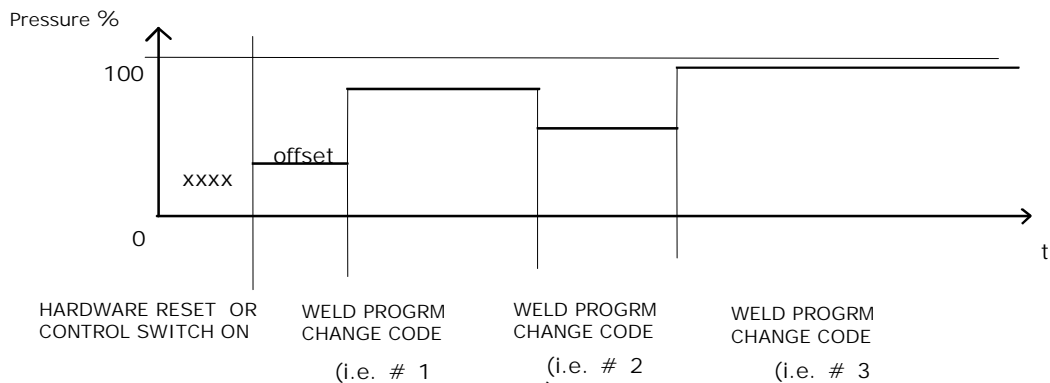 Pressure %
100
offset
xxxx
0
t
HARDWARE RESET OR
CONTROL SWITCH ON
WELD PROGRM
CHANGE CODE
(i.e. # 1
WELD PROGRM
CHANGE CODE
(i.e. # 2
WELD PROGRM
CHANGE CODE
(i.e. # 3